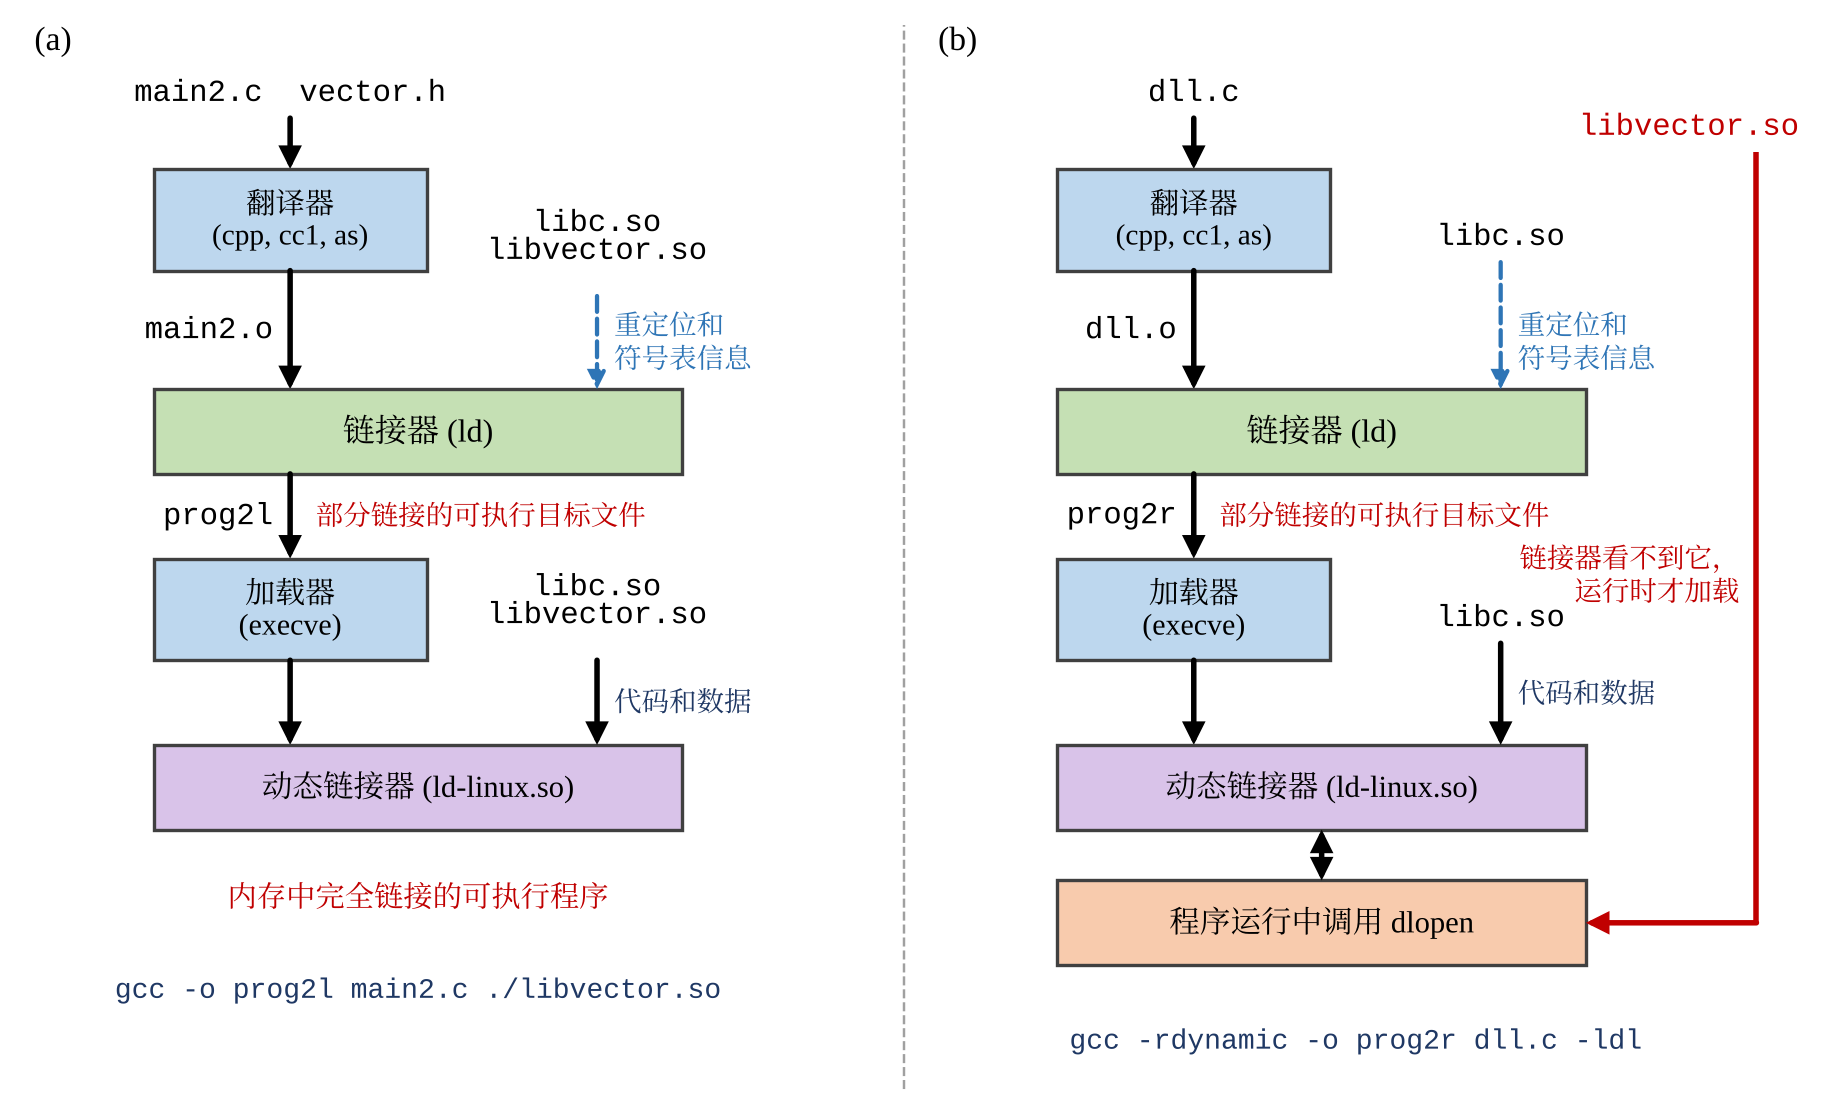 (a)
main2.c  vector.h
翻译器
(cpp, cc1, as)
libc.so
libvector.so
main2.o
重定位和
符号表信息
链接器 (ld)
prog2l
部分链接的可执行目标文件
加载器
(execve)
libc.so
libvector.so
代码和数据
动态链接器 (ld-linux.so)
内存中完全链接的可执行程序
gcc -o prog2l main2.c ./libvector.so
(b)
dll.c
libvector.so
翻译器
(cpp, cc1, as)
libc.so
dll.o
重定位和
符号表信息
链接器 (ld)
prog2r
部分链接的可执行目标文件
链接器看不到它,
运行时才加载
加载器
(execve)
libc.so
代码和数据
动态链接器 (ld-linux.so)
程序运行中调用 dlopen
gcc -rdynamic -o prog2r dll.c -ldl